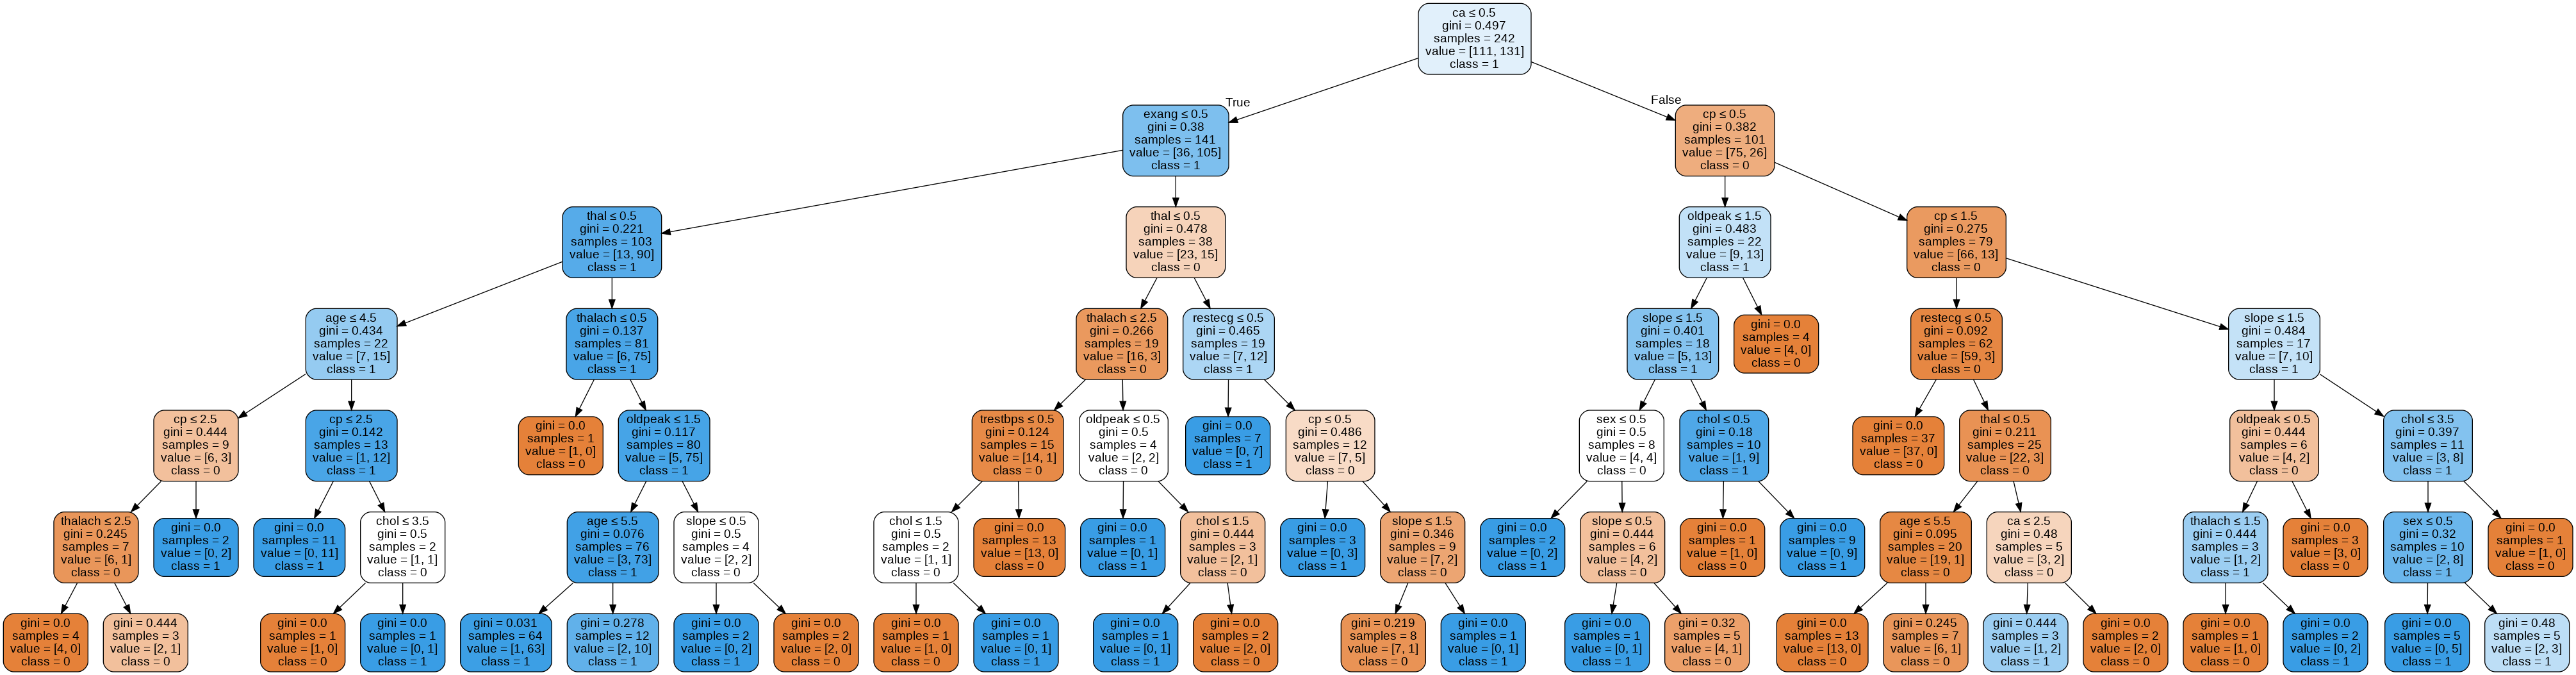 ca ≤ 0.5
gini = 0.497
samples = 242
value = [111, 131]
class = 1
True
False
exang ≤ 0.5
gini = 0.38
samples = 141
value = [36, 105]
class = 1
cp ≤ 0.5
gini = 0.382
samples = 101
value = [75, 26]
class = 0
thal ≤ 0.5
gini = 0.221
samples = 103
value = [13, 90]
class = 1
thal ≤ 0.5
gini = 0.478
samples = 38
value = [23, 15]
class = 0
oldpeak ≤ 1.5
gini = 0.483
samples = 22
value = [9, 13]
class = 1
cp ≤ 1.5
gini = 0.275
samples = 79
value = [66, 13]
class = 0
age ≤ 4.5
gini = 0.434
samples = 22
value = [7, 15]
class = 1
thalach ≤ 0.5
gini = 0.137
samples = 81
value = [6, 75]
class = 1
thalach ≤ 2.5
gini = 0.266
samples = 19
value = [16, 3]
class = 0
restecg ≤ 0.5
gini = 0.465
samples = 19
value = [7, 12]
class = 1
slope ≤ 1.5
gini = 0.401
samples = 18
value = [5, 13]
class = 1
gini = 0.0
samples = 4
value = [4, 0]
class = 0
restecg ≤ 0.5
gini = 0.092
samples = 62
value = [59, 3]
class = 0
slope ≤ 1.5
gini = 0.484
samples = 17
value = [7, 10]
class = 1
cp ≤ 2.5
gini = 0.444
samples = 9
value = [6, 3]
class = 0
cp ≤ 2.5
gini = 0.142
samples = 13
value = [1, 12]
class = 1
gini = 0.0
samples = 1
value = [1, 0]
class = 0
oldpeak ≤ 1.5
gini = 0.117
samples = 80
value = [5, 75]
class = 1
trestbps ≤ 0.5
gini = 0.124
samples = 15
value = [14, 1]
class = 0
oldpeak ≤ 0.5
gini = 0.5
samples = 4
value = [2, 2]
class = 0
gini = 0.0
samples = 7
value = [0, 7]
class = 1
cp ≤ 0.5
gini = 0.486
samples = 12
value = [7, 5]
class = 0
sex ≤ 0.5
gini = 0.5
samples = 8
value = [4, 4]
class = 0
chol ≤ 0.5
gini = 0.18
samples = 10
value = [1, 9]
class = 1
gini = 0.0
samples = 37
value = [37, 0]
class = 0
thal ≤ 0.5
gini = 0.211
samples = 25
value = [22, 3]
class = 0
oldpeak ≤ 0.5
gini = 0.444
samples = 6
value = [4, 2]
class = 0
chol ≤ 3.5
gini = 0.397
samples = 11
value = [3, 8]
class = 1
thalach ≤ 2.5
gini = 0.245
samples = 7
value = [6, 1]
class = 0
gini = 0.0
samples = 2
value = [0, 2]
class = 1
gini = 0.0
samples = 11
value = [0, 11]
class = 1
chol ≤ 3.5
gini = 0.5
samples = 2
value = [1, 1]
class = 0
age ≤ 5.5
gini = 0.076
samples = 76
value = [3, 73]
class = 1
slope ≤ 0.5
gini = 0.5
samples = 4
value = [2, 2]
class = 0
chol ≤ 1.5
gini = 0.5
samples = 2
value = [1, 1]
class = 0
gini = 0.0
samples = 13
value = [13, 0]
class = 0
gini = 0.0
samples = 1
value = [0, 1]
class = 1
chol ≤ 1.5
gini = 0.444
samples = 3
value = [2, 1]
class = 0
gini = 0.0
samples = 3
value = [0, 3]
class = 1
slope ≤ 1.5
gini = 0.346
samples = 9
value = [7, 2]
class = 0
gini = 0.0
samples = 2
value = [0, 2]
class = 1
slope ≤ 0.5
gini = 0.444
samples = 6
value = [4, 2]
class = 0
gini = 0.0
samples = 1
value = [1, 0]
class = 0
gini = 0.0
samples = 9
value = [0, 9]
class = 1
age ≤ 5.5
gini = 0.095
samples = 20
value = [19, 1]
class = 0
ca ≤ 2.5
gini = 0.48
samples = 5
value = [3, 2]
class = 0
thalach ≤ 1.5
gini = 0.444
samples = 3
value = [1, 2]
class = 1
gini = 0.0
samples = 3
value = [3, 0]
class = 0
sex ≤ 0.5
gini = 0.32
samples = 10
value = [2, 8]
class = 1
gini = 0.0
samples = 1
value = [1, 0]
class = 0
gini = 0.0
samples = 4
value = [4, 0]
class = 0
gini = 0.444
samples = 3
value = [2, 1]
class = 0
gini = 0.0
samples = 1
value = [1, 0]
class = 0
gini = 0.0
samples = 1
value = [0, 1]
class = 1
gini = 0.031
samples = 64
value = [1, 63]
class = 1
gini = 0.278
samples = 12
value = [2, 10]
class = 1
gini = 0.0
samples = 2
value = [0, 2]
class = 1
gini = 0.0
samples = 2
value = [2, 0]
class = 0
gini = 0.0
samples = 1
value = [1, 0]
class = 0
gini = 0.0
samples = 1
value = [0, 1]
class = 1
gini = 0.0
samples = 1
value = [0, 1]
class = 1
gini = 0.0
samples = 2
value = [2, 0]
class = 0
gini = 0.219
samples = 8
value = [7, 1]
class = 0
gini = 0.0
samples = 1
value = [0, 1]
class = 1
gini = 0.0
samples = 1
value = [0, 1]
class = 1
gini = 0.32
samples = 5
value = [4, 1]
class = 0
gini = 0.0
samples = 13
value = [13, 0]
class = 0
gini = 0.245
samples = 7
value = [6, 1]
class = 0
gini = 0.444
samples = 3
value = [1, 2]
class = 1
gini = 0.0
samples = 2
value = [2, 0]
class = 0
gini = 0.0
samples = 1
value = [1, 0]
class = 0
gini = 0.0
samples = 2
value = [0, 2]
class = 1
gini = 0.0
samples = 5
value = [0, 5]
class = 1
gini = 0.48
samples = 5
value = [2, 3]
class = 1